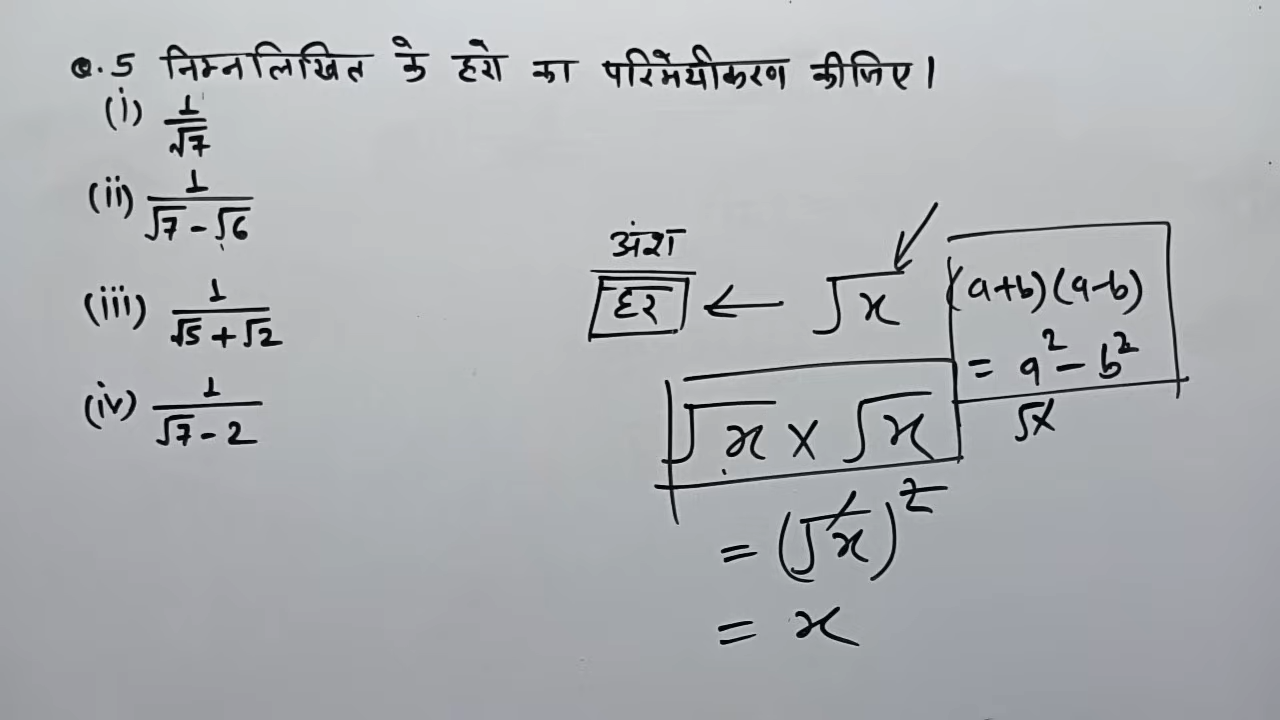 Q.5 निम्नलिखित के हरो का परिमेयीकरण कीजिए।
(i) 1/√7
(ii) 1/(√7 - √6)
(iii) 1/(√5 + √2)
(iv) 1/(√7 - 2)
अंश
हर ← √x
(a+b)(a-b)
= a² - b²
√x × √x
√x
= (√x)²
= x